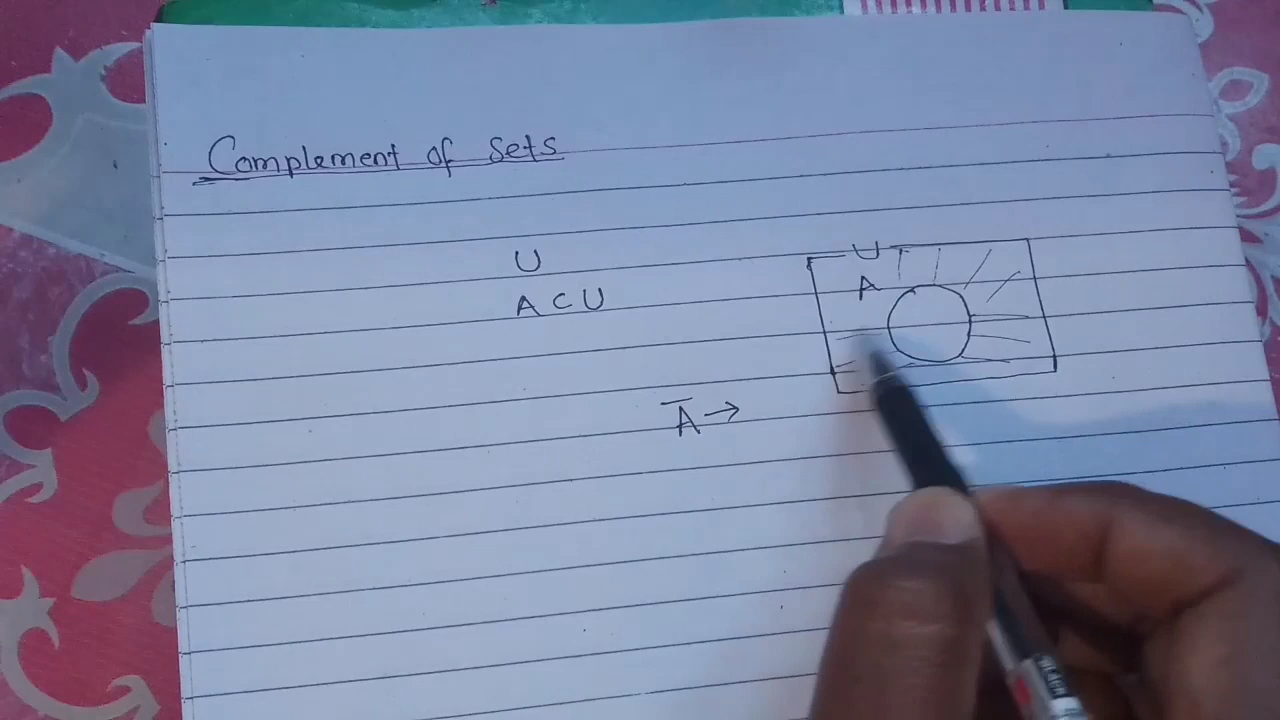 Complement of Sets
U
A ⊂ U
U
A
Ā →